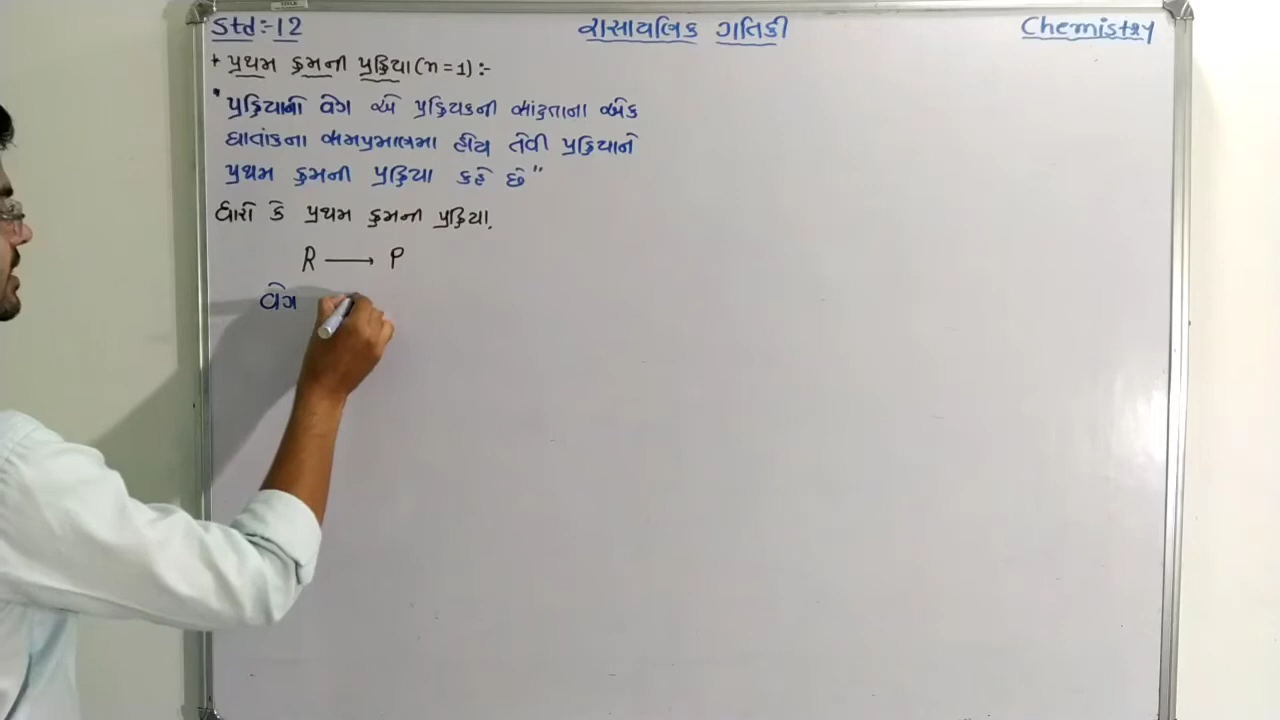 Std:-12 રાસાયણિક ગતિકી Chemistry
* પ્રથમ ક્રમની પ્રક્રિયા (n = 1) :-
"પ્રક્રિયાનો વેગ એ પ્રક્રિયકની સાંદ્રતાના એક
ઘાતાંકના સમપ્રમાણમા હોય તેવી પ્રક્રિયાને
પ્રથમ ક્રમની પ્રક્રિયા કહે છે"
ધારો કે પ્રથમ ક્રમની પ્રક્રિયા.
R ⟶ P
વેગ